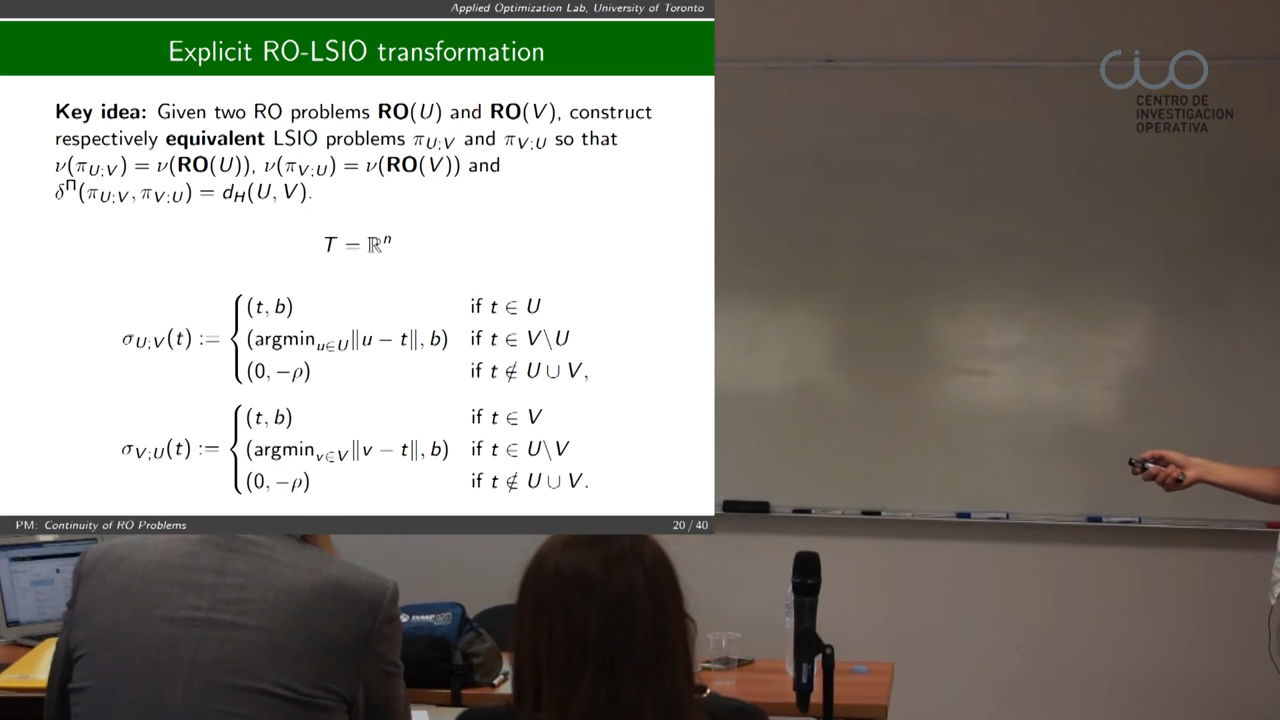 Applied Optimization Lab, University of Toronto
Explicit RO-LSIO transformation
Key idea: Given two RO problems RO(U) and RO(V), construct
respectively equivalent LSIO problems π_{U;V} and π_{V;U} so that
ν(π_{U;V}) = ν(RO(U)), ν(π_{V;U}) = ν(RO(V)) and
δ^Π(π_{U;V}, π_{V;U}) = d_H(U, V).
T = ℝⁿ
(t, b) if t ∈ U
σ_{U;V}(t) := { (argmin_{u∈U}‖u − t‖, b) if t ∈ V\U
(0, −ρ) if t ∉ U ∪ V,
(t, b) if t ∈ V
σ_{V;U}(t) := { (argmin_{v∈V}‖v − t‖, b) if t ∈ U\V
(0, −ρ) if t ∉ U ∪ V.
PM: Continuity of RO Problems 20 / 40
CIO
CENTRO DE
INVESTIGACIÓN
OPERATIVA